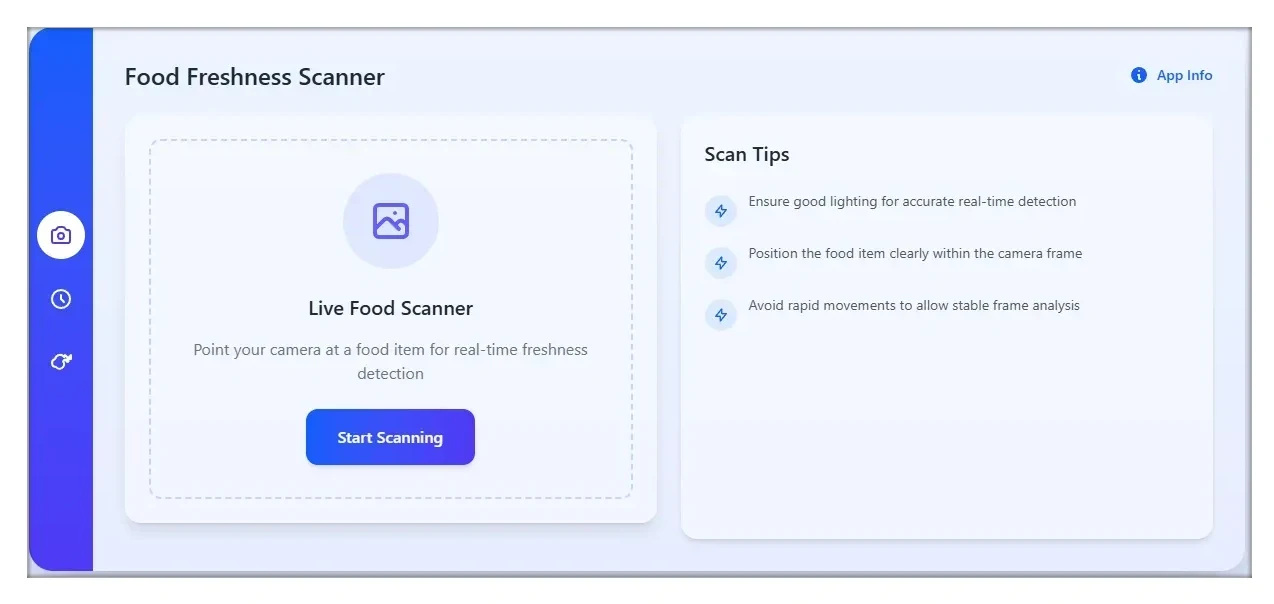 Food Freshness Scanner
App Info
Live Food Scanner
Point your camera at a food item for real-time freshness
detection
Start Scanning
Scan Tips
Ensure good lighting for accurate real-time detection
Position the food item clearly within the camera frame
Avoid rapid movements to allow stable frame analysis